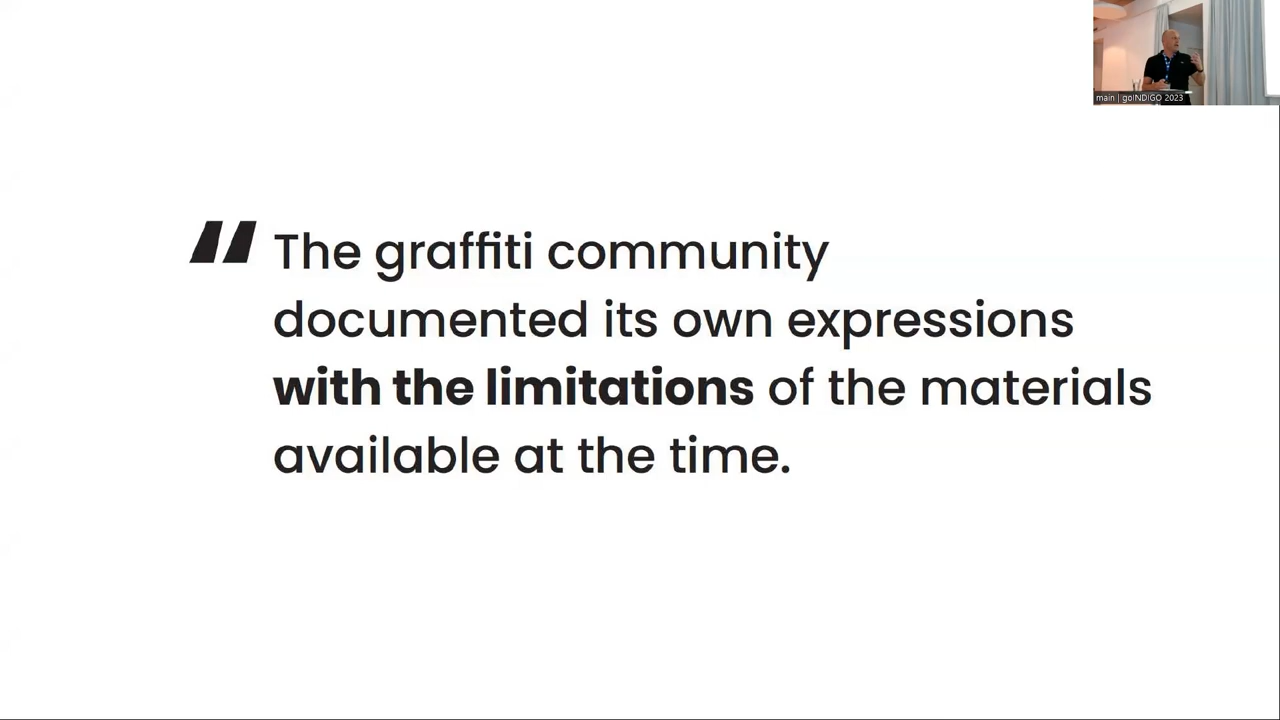 main | goINDIGO 2023
“ The graffiti community
documented its own expressions
with the limitations of the materials
available at the time.